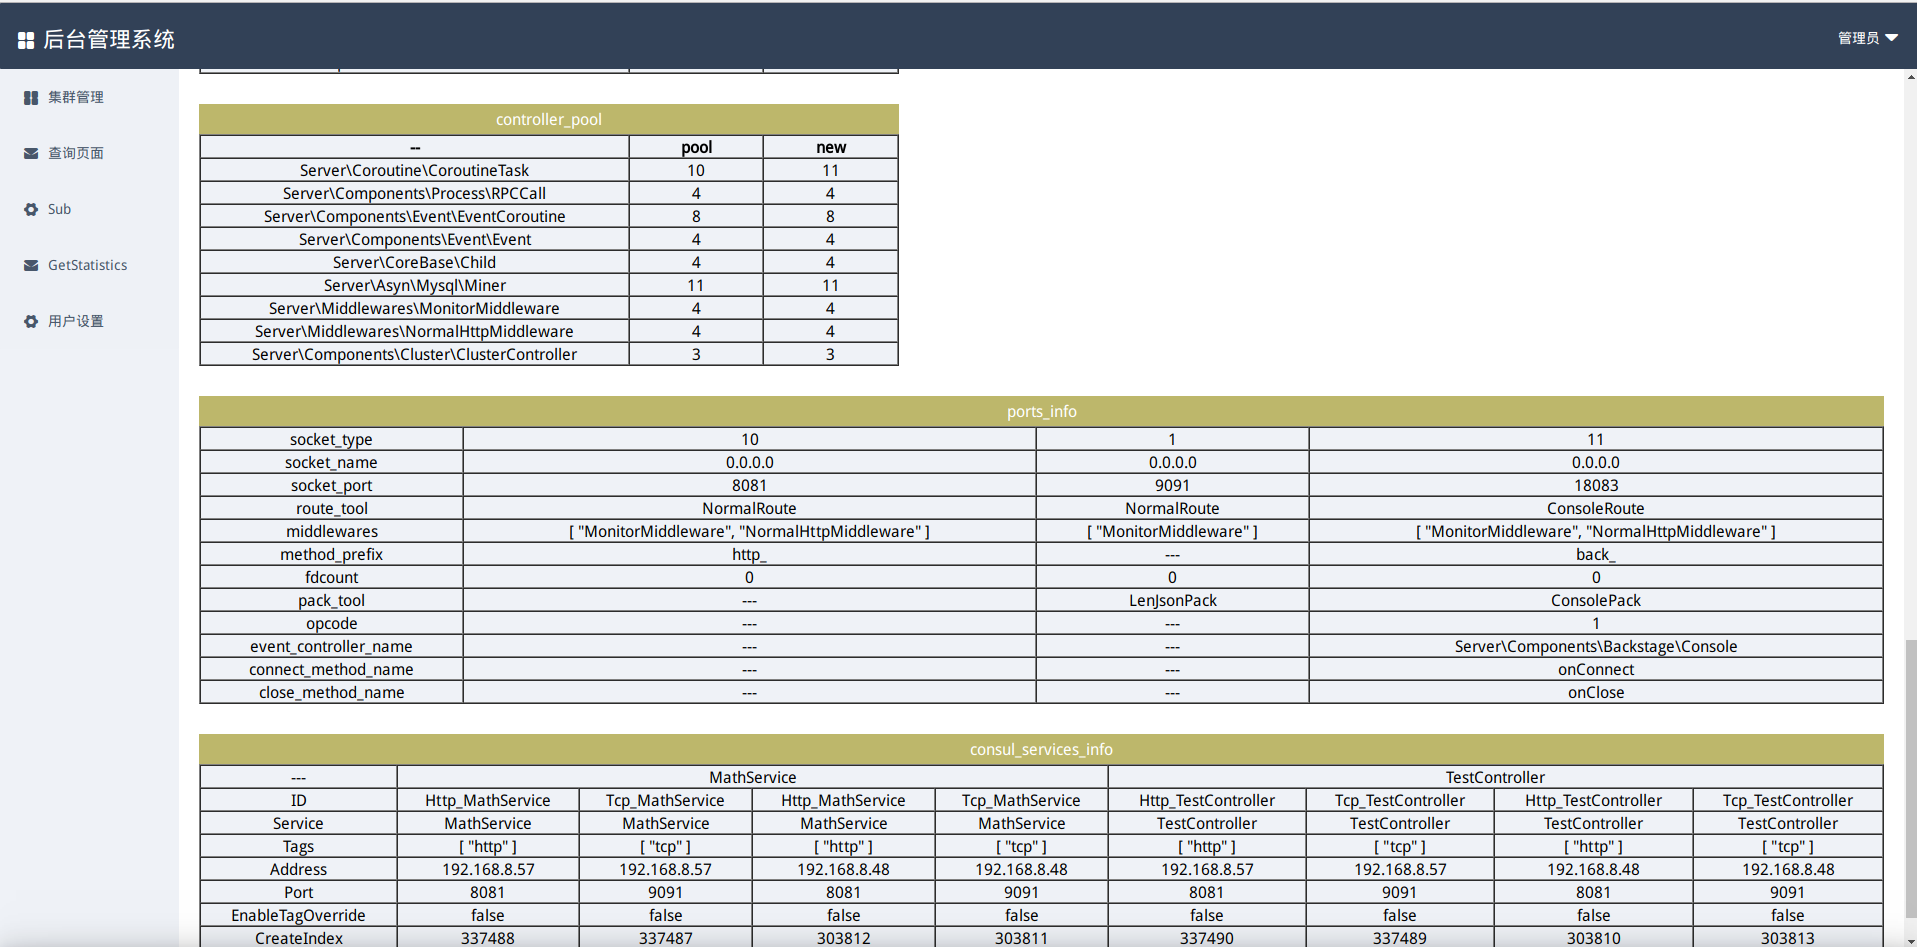 后台管理系统
管理员
集群管理
查询页面
Sub
GetStatistics
用户设置
controller_pool
-- pool new
Server\Coroutine\CoroutineTask 10 11
Server\Components\Process\RPCCall 4 4
Server\Components\Event\EventCoroutine 8 8
Server\Components\Event\Event 4 4
Server\CoreBase\Child 4 4
Server\Asyn\Mysql\Miner 11 11
Server\Middlewares\MonitorMiddleware 4 4
Server\Middlewares\NormalHttpMiddleware 4 4
Server\Components\Cluster\ClusterController 3 3
ports_info
socket_type 10 1 11
socket_name 0.0.0.0 0.0.0.0 0.0.0.0
socket_port 8081 9091 18083
route_tool NormalRoute NormalRoute ConsoleRoute
middlewares [ "MonitorMiddleware", "NormalHttpMiddleware" ] [ "MonitorMiddleware" ] [ "MonitorMiddleware", "NormalHttpMiddleware" ]
method_prefix http_ --- back_
fdcount 0 0 0
pack_tool --- LenJsonPack ConsolePack
opcode --- --- 1
event_controller_name --- --- Server\Components\Backstage\Console
connect_method_name --- --- onConnect
close_method_name --- --- onClose
consul_services_info
--- MathService TestController
ID Http_MathService Tcp_MathService Http_MathService Tcp_MathService Http_TestController Tcp_TestController Http_TestController Tcp_TestController
Service MathService MathService MathService MathService TestController TestController TestController TestController
Tags [ "http" ] [ "tcp" ] [ "http" ] [ "tcp" ] [ "http" ] [ "tcp" ] [ "http" ] [ "tcp" ]
Address 192.168.8.57 192.168.8.57 192.168.8.48 192.168.8.48 192.168.8.57 192.168.8.57 192.168.8.48 192.168.8.48
Port 8081 9091 8081 9091 8081 9091 8081 9091
EnableTagOverride false false false false false false false false
CreateIndex 337488 337487 303812 303811 337490 337489 303810 303813